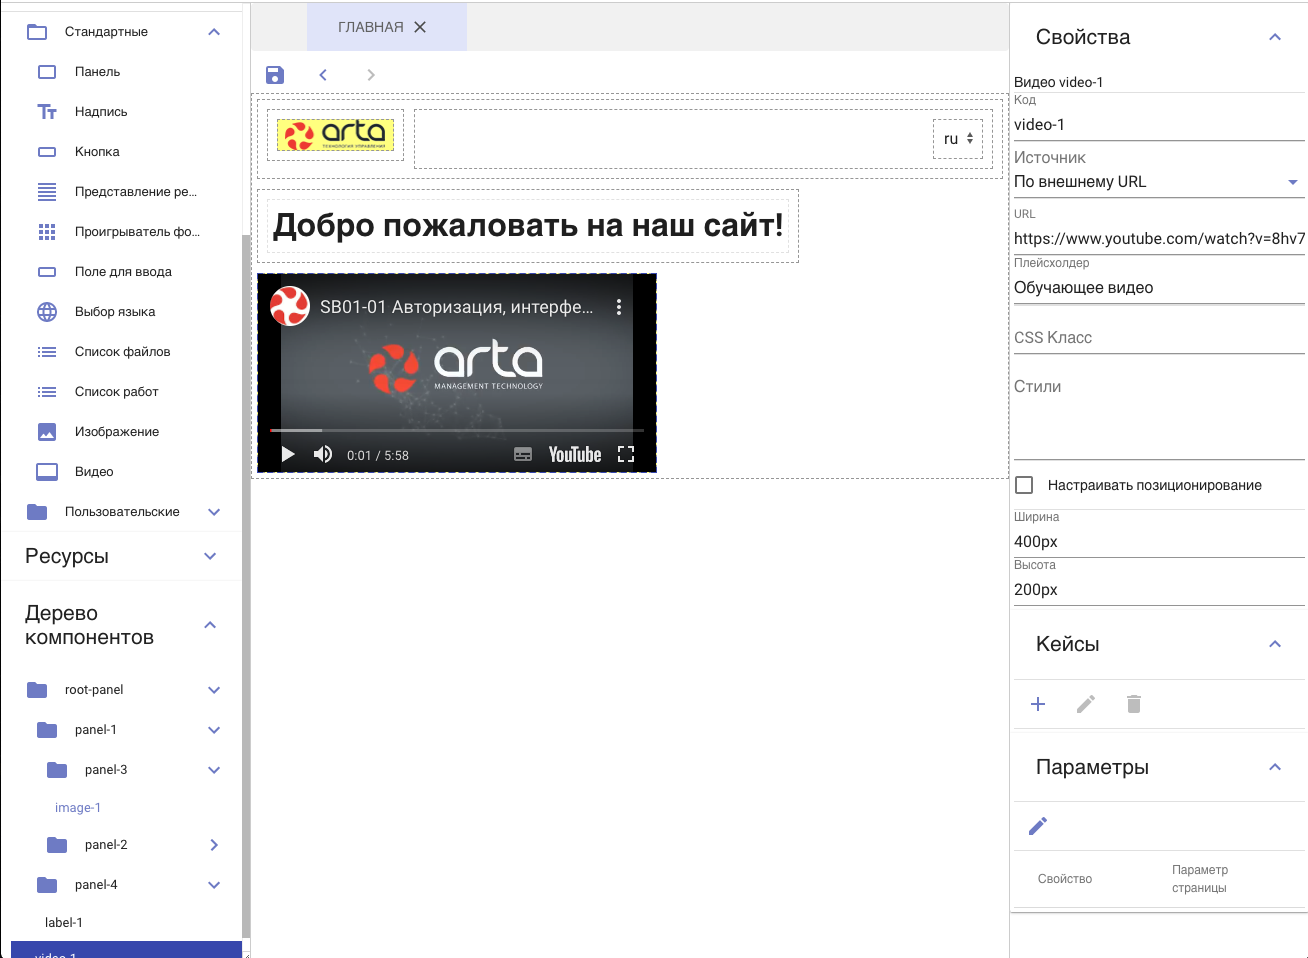 Стандартные
Панель
Надпись
Кнопка
Представление ре...
Проигрыватель фо...
Поле для ввода
Выбор языка
Список файлов
Список работ
Изображение
Видео
Пользовательские
Ресурсы
Дерево
компонентов
root-panel
panel-1
panel-3
image-1
panel-2
panel-4
label-1
video-1
ГЛАВНАЯ
arta
ТЕХНОЛОГИЯ УПРАВЛЕНИЯ
ru
Добро пожаловать на наш сайт!
SB01-01 Авторизация, интерфе...
arta
MANAGEMENT TECHNOLOGY
0:01 / 5:58
YouTube
Свойства
Видео video-1
Код
video-1
Источник
По внешнему URL
URL
https://www.youtube.com/watch?v=8hv7
Плейсхолдер
Обучающее видео
CSS Класс
Стили
Настраивать позиционирование
Ширина
400px
Высота
200px
Кейсы
Параметры
Свойство
Параметр
страницы